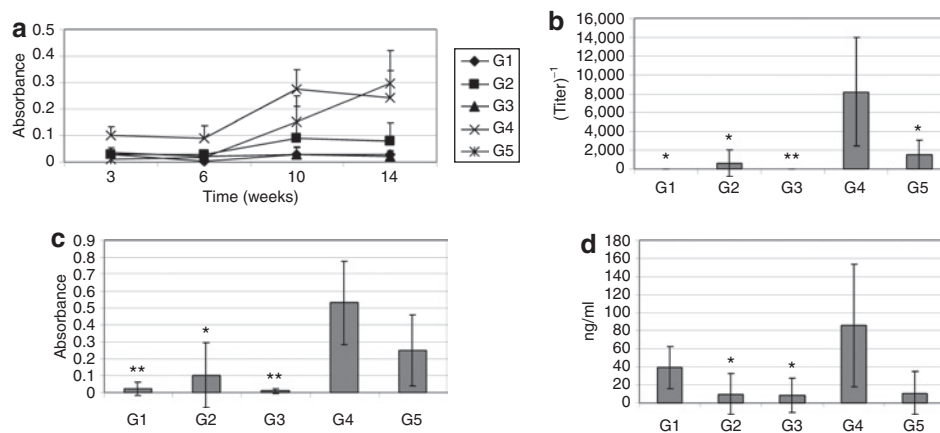 a
Absorbance
0.5
0.4
0.3
0.2
0.1
0
3 6 10 14
Time (weeks)
G1
G2
G3
G4
G5
b
(Titer)⁻¹
16,000
14,000
12,000
10,000
8,000
6,000
4,000
2,000
0
* * ** *
G1 G2 G3 G4 G5
c
Absorbance
0.9
0.8
0.7
0.6
0.5
0.4
0.3
0.2
0.1
0
** * **
G1 G2 G3 G4 G5
d
ng/ml
180
160
140
120
100
80
60
40
20
0
* *
G1 G2 G3 G4 G5